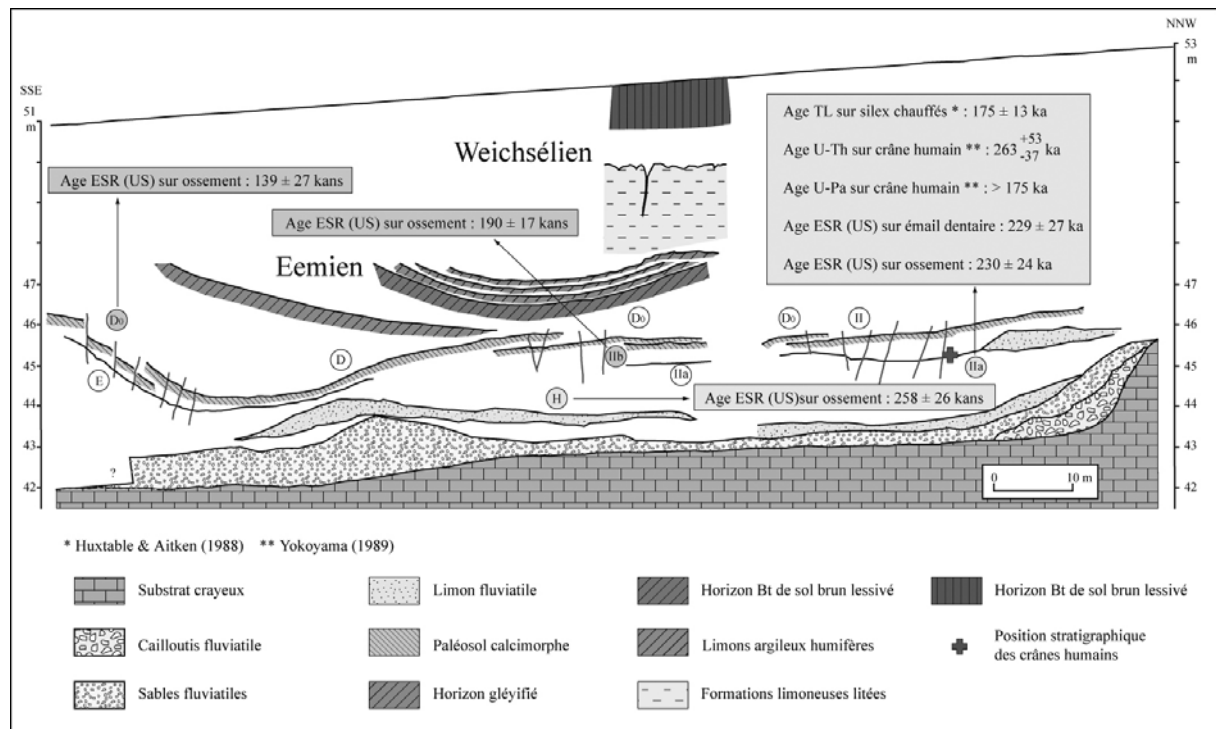 NNW
53
m
SSE
51
m
Age TL sur silex chauffés * : 175 ± 13 ka
Age U-Th sur crâne humain ** : 263 +53 -37 ka
Age U-Pa sur crâne humain ** : > 175 ka
Age ESR (US) sur émail dentaire : 229 ± 27 ka
Age ESR (US) sur ossement : 230 ± 24 ka
Weichsélien
Age ESR (US) sur ossement : 139 ± 27 kans
Age ESR (US) sur ossement : 190 ± 17 kans
Eemien
47
46
45
44
43
42
47
46
45
44
43
42
D0
E
D
D0
IIb
IIa
H
D0
II
IIa
Age ESR (US)sur ossement : 258 ± 26 kans
?
0 10 m
* Huxtable & Aitken (1988) ** Yokoyama (1989)
Substrat crayeux
Limon fluviatile
Horizon Bt de sol brun lessivé
Horizon Bt de sol brun lessivé
Cailloutis fluviatile
Paléosol calcimorphe
Limons argileux humifères
Position stratigraphique
des crânes humains
Sables fluviatiles
Horizon gléyifié
Formations limoneuses litées